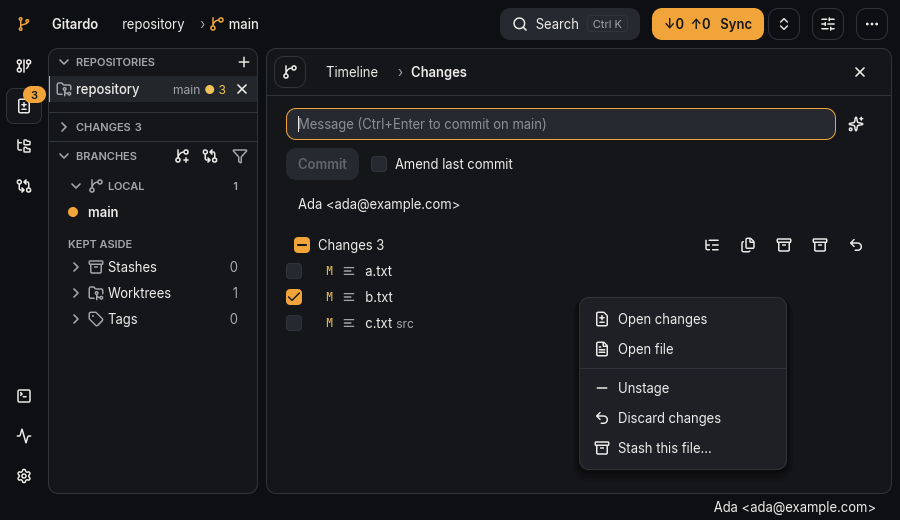 Gitardo repository › main Search Ctrl K ↓0 ↑0 Sync
REPOSITORIES
3
repository main 3
CHANGES 3
BRANCHES
LOCAL 1
main
KEPT ASIDE
Stashes 0
Worktrees 1
Tags 0
Timeline › Changes
Message (Ctrl+Enter to commit on main)
Commit Amend last commit
Ada <ada@example.com>
Changes 3
M a.txt
M b.txt
M c.txt src
Open changes
Open file
Unstage
Discard changes
Stash this file...
Ada <ada@example.com>